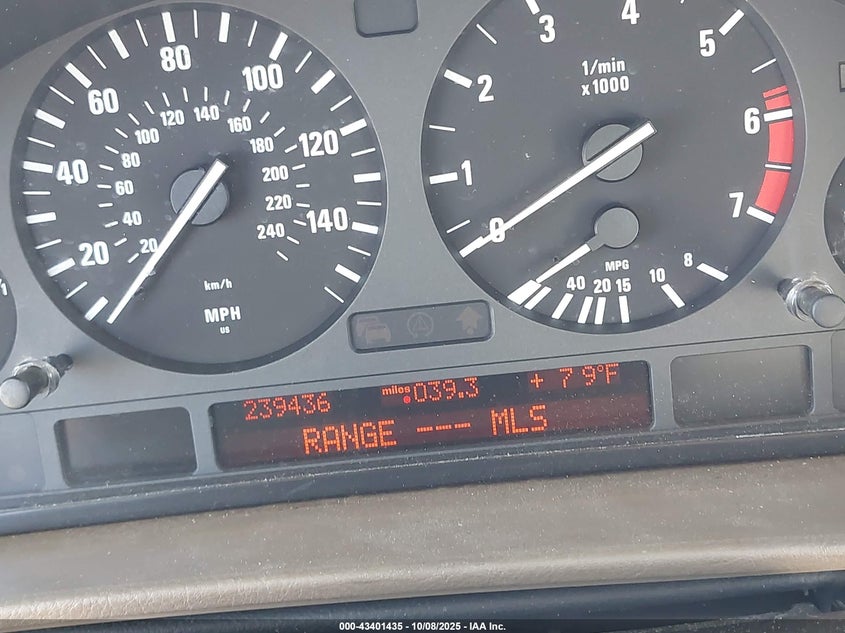 20 40 60 80 100 120 140
20 40 60 80 100 120 140 160 180 200 220 240
km/h
MPH
US
0 1 2 3 4 5 6 7
1/min
x1000
MPG
40 20 15 10 8
239436 miles 039.3 + 79°F
RANGE --- MLS
000-43401435 - 10/08/2025 - IAA Inc.